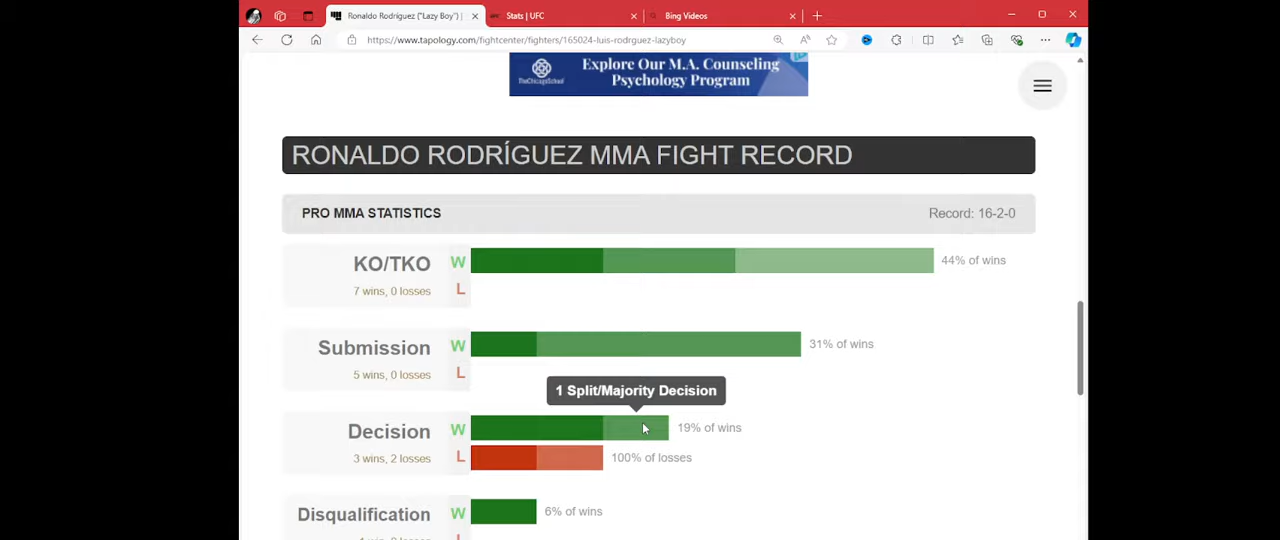 Ronaldo Rodríguez ("Lazy Boy") |
Stats | UFC
Bing Videos
https://www.tapology.com/fightcenter/fighters/165024-luis-rodrguez-lazyboy
TheChicagoSchool
Explore Our M.A. Counseling
Psychology Program
RONALDO RODRÍGUEZ MMA FIGHT RECORD
PRO MMA STATISTICS
Record: 16-2-0
KO/TKO W 44% of wins
7 wins, 0 losses L
Submission W 31% of wins
5 wins, 0 losses L
1 Split/Majority Decision
Decision W 19% of wins
3 wins, 2 losses L 100% of losses
Disqualification W 6% of wins